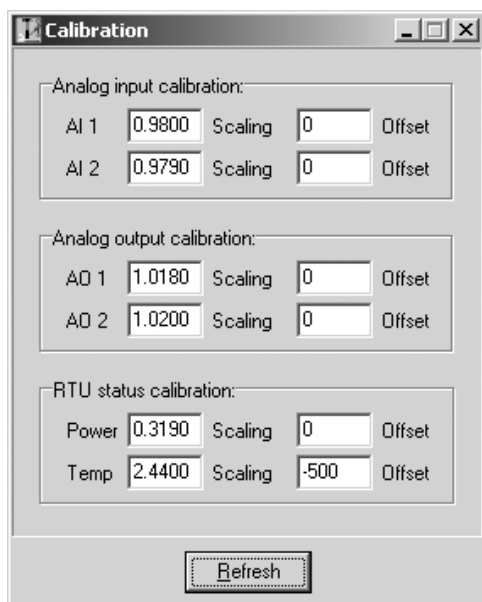 Calibration
Analog input calibration:
AI 1 0.9800 Scaling 0 Offset
AI 2 0.9790 Scaling 0 Offset
Analog output calibration:
AO 1 1.0180 Scaling 0 Offset
AO 2 1.0200 Scaling 0 Offset
RTU status calibration:
Power 0.3190 Scaling 0 Offset
Temp 2.4400 Scaling -500 Offset
Refresh